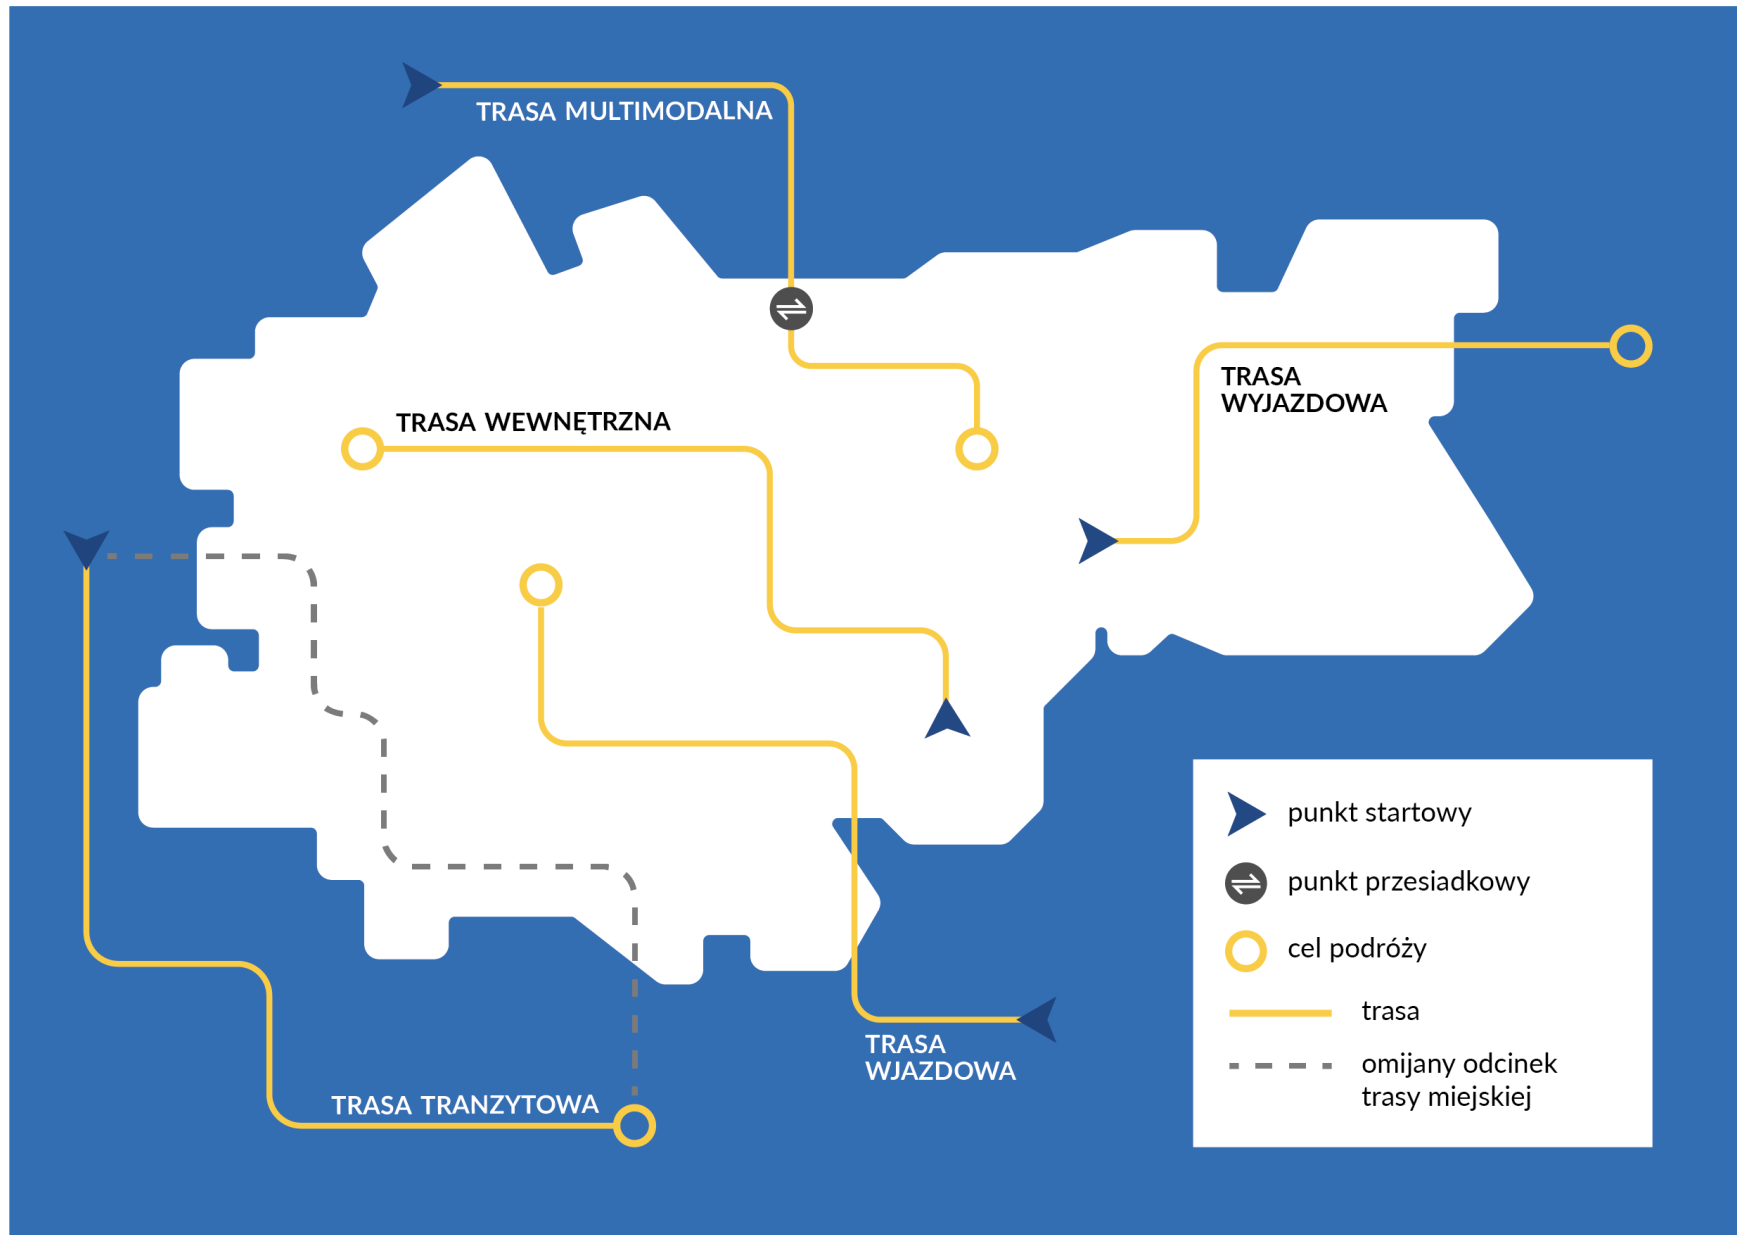 TRASA MULTIMODALNA
TRASA
WYJAZDOWA
TRASA WEWNĘTRZNA
TRASA
WJAZDOWA
TRASA TRANZYTOWA
punkt startowy
punkt przesiadkowy
cel podróży
trasa
omijany odcinek
trasy miejskiej